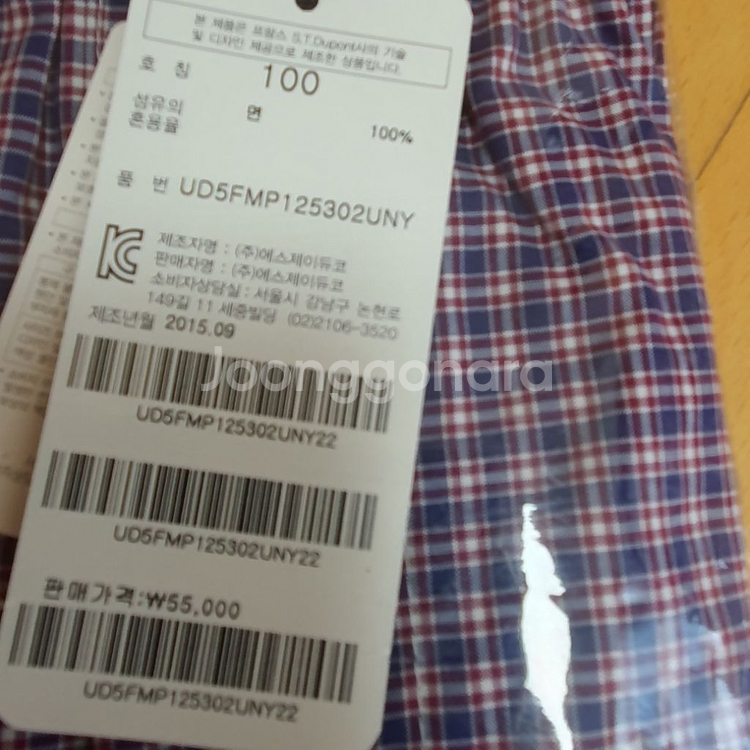 본 제품은 프랑스 S.T.Dupont사의 기술
및 디자인 제공으로 제조한 상품입니다.
호 칭 100
섬유의
혼용율 면 100%
품 번 UD5FMP125302UNY
제조자명 : (주)에스제이듀코
판매자명 : (주)에스제이듀코
소비자상담실 : 서울시 강남구 논현로
149길 11 세중빌딩 (02)2106-3520
제조년월 2015.09
Joonggonara
UD5FMP125302UNY22
UD5FMP125302UNY22
판매가격:₩55,000
UD5FMP125302UNY22